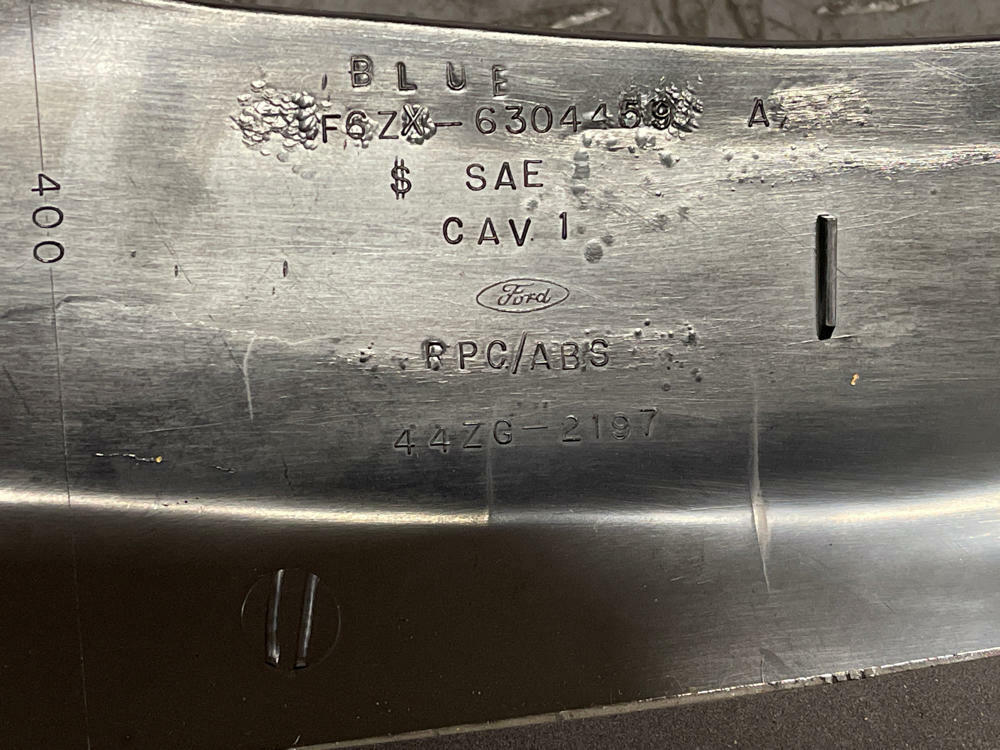 BLUE
F6ZX-6304459 A
$ SAE
CAV. 1
Ford
RPC/ABS
44ZG-2197
400